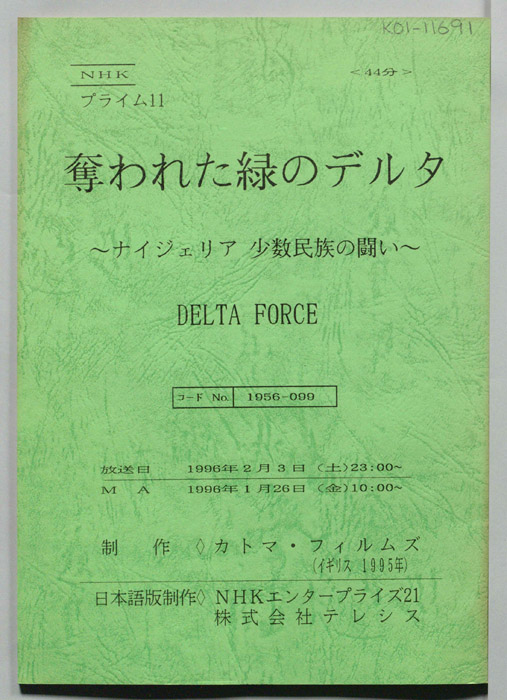 K01-11691
NHK
<44分>
プライム11
奪われた緑のデルタ
～ナイジェリア 少数民族の闘い～
DELTA FORCE
コード No. 1956-099
放送日 1996年2月3日（土）23:00～
MA 1996年1月26日（金）10:00～
制作◇カトマ・フィルムズ
（イギリス 1995年）
日本語版制作◇NHKエンタープライズ21
株式会社テレシス